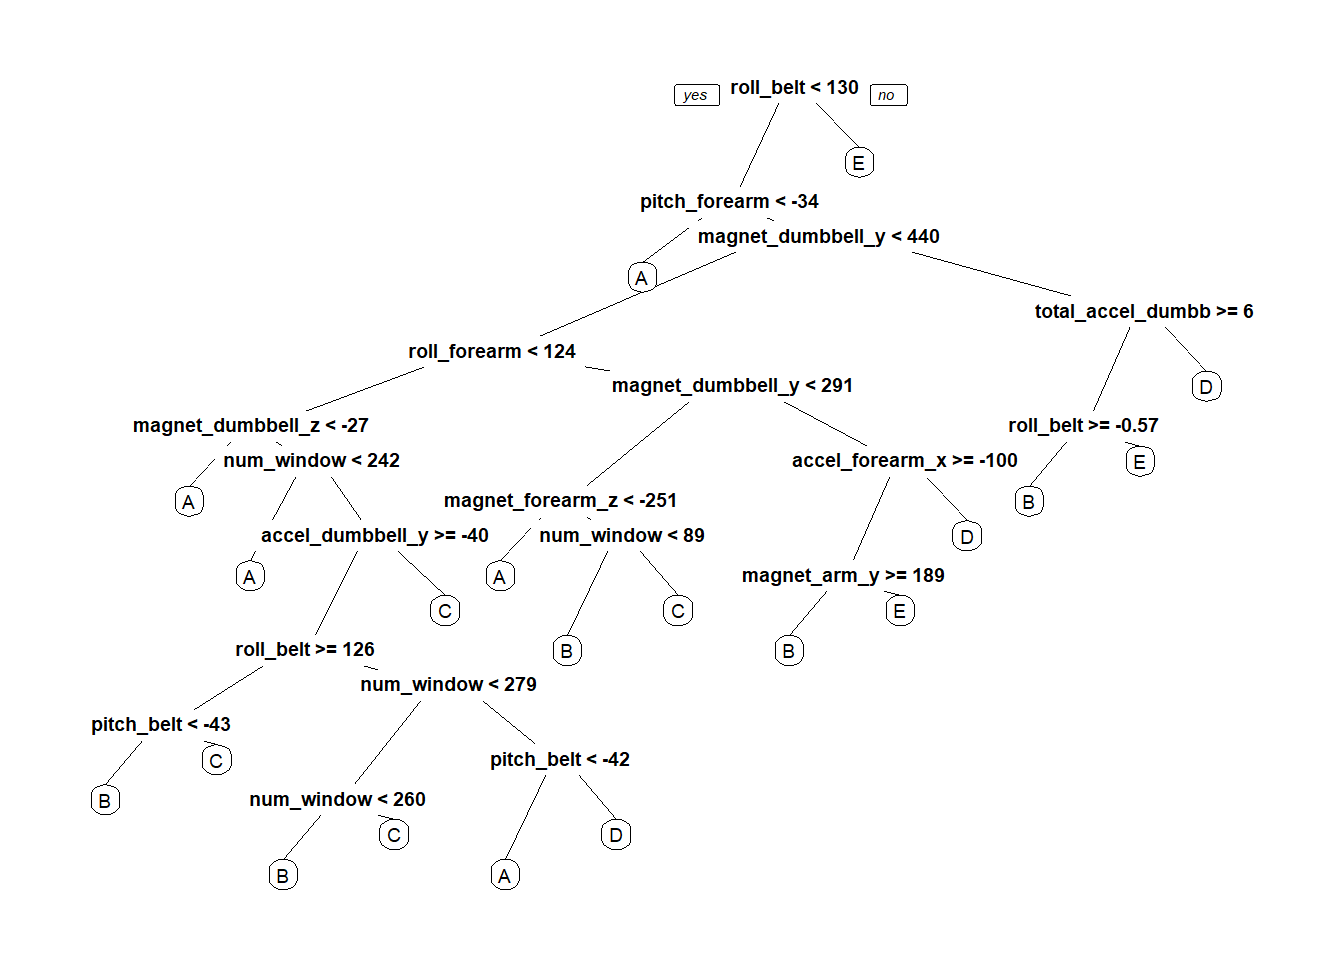 yes roll_belt < 130 no
E
pitch_forearm < -34
magnet_dumbbell_y < 440
A
total_accel_dumbb >= 6
roll_forearm < 124
magnet_dumbbell_y < 291
D
magnet_dumbbell_z < -27
roll_belt >= -0.57
num_window < 242
accel_forearm_x >= -100
E
A
magnet_forearm_z < -251
B
accel_dumbbell_y >= -40
num_window < 89
D
A
A
magnet_arm_y >= 189
C
C
E
roll_belt >= 126
B
B
num_window < 279
pitch_belt < -43
C
pitch_belt < -42
B
num_window < 260
C
D
B
A